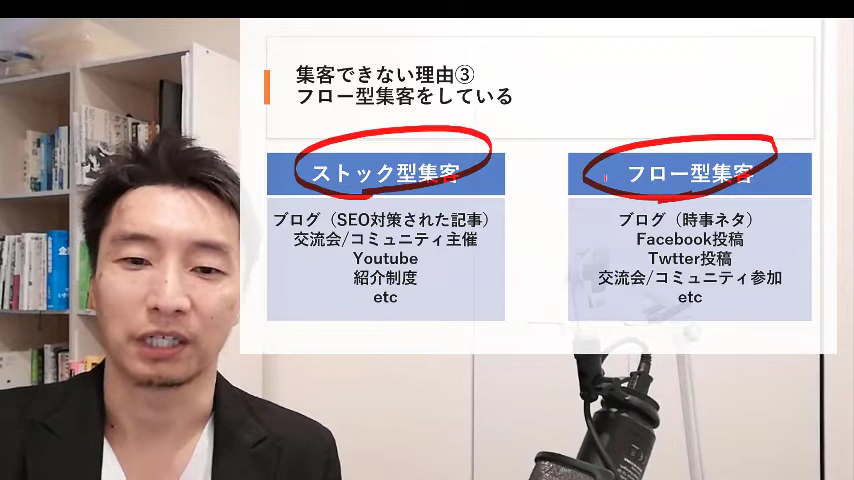 集客できない理由③
フロー型集客をしている
ストック型集客
ブログ（SEO対策された記事）
交流会/コミュニティ主催
Youtube
紹介制度
etc
フロー型集客
ブログ（時事ネタ）
Facebook投稿
Twtter投稿
交流会/コミュニティ参加
etc